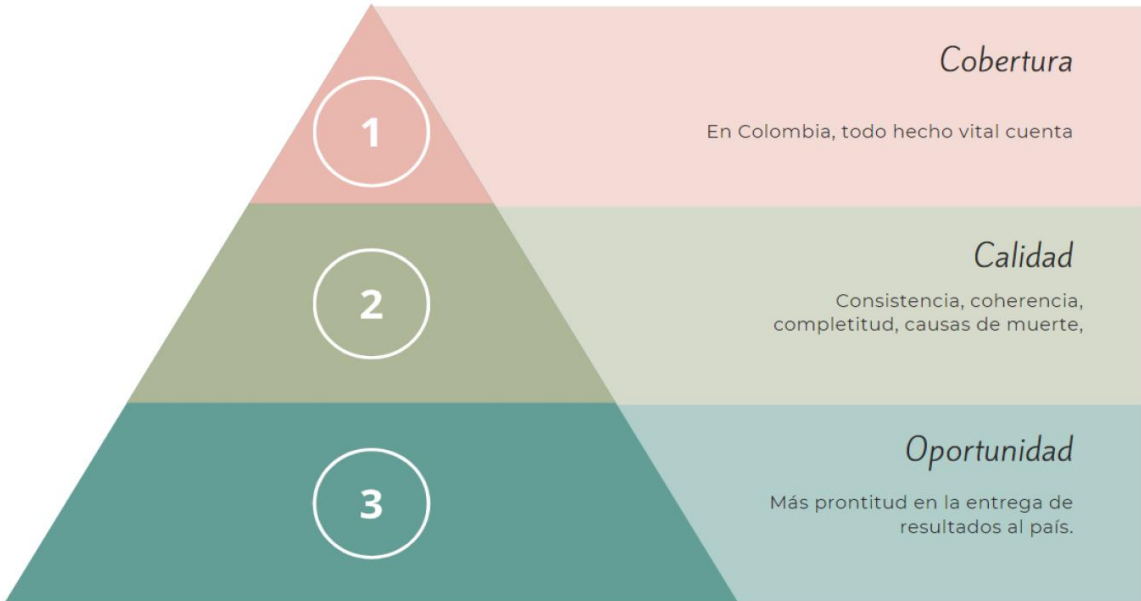 1
Cobertura
En Colombia, todo hecho vital cuenta
2
Calidad
Consistencia, coherencia,
completitud, causas de muerte,
3
Oportunidad
Más prontitud en la entrega de
resultados al país.